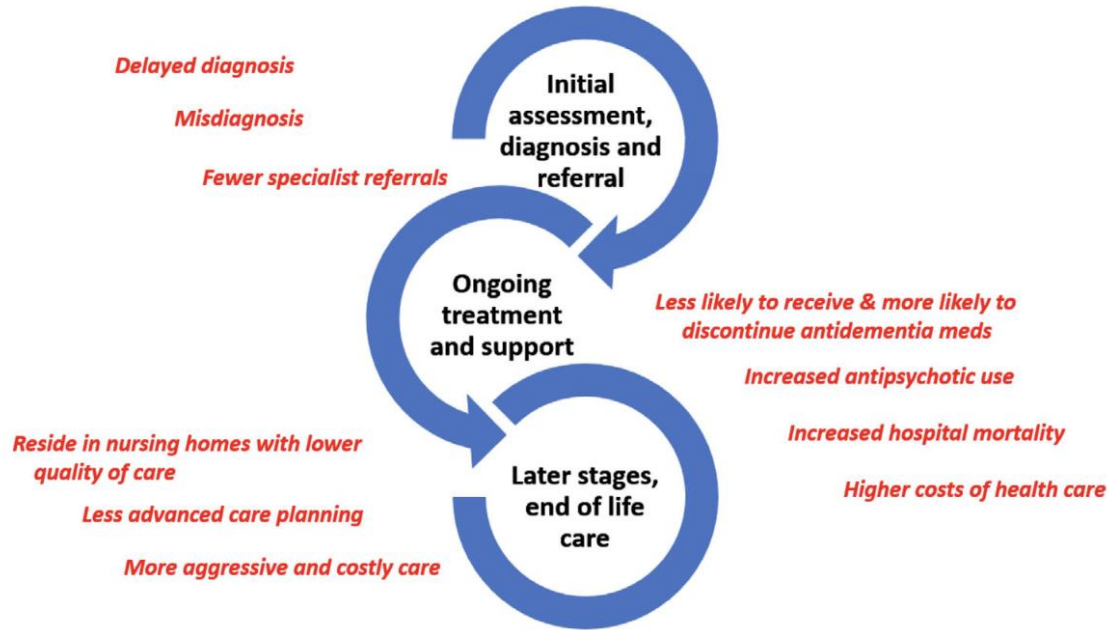 Delayed diagnosis
Misdiagnosis
Fewer specialist referrals
Initial
assessment,
diagnosis and
referral
Ongoing
treatment
and support
Less likely to receive & more likely to
discontinue antidementia meds
Increased antipsychotic use
Increased hospital mortality
Higher costs of health care
Reside in nursing homes with lower
quality of care
Less advanced care planning
More aggressive and costly care
Later stages,
end of life
care